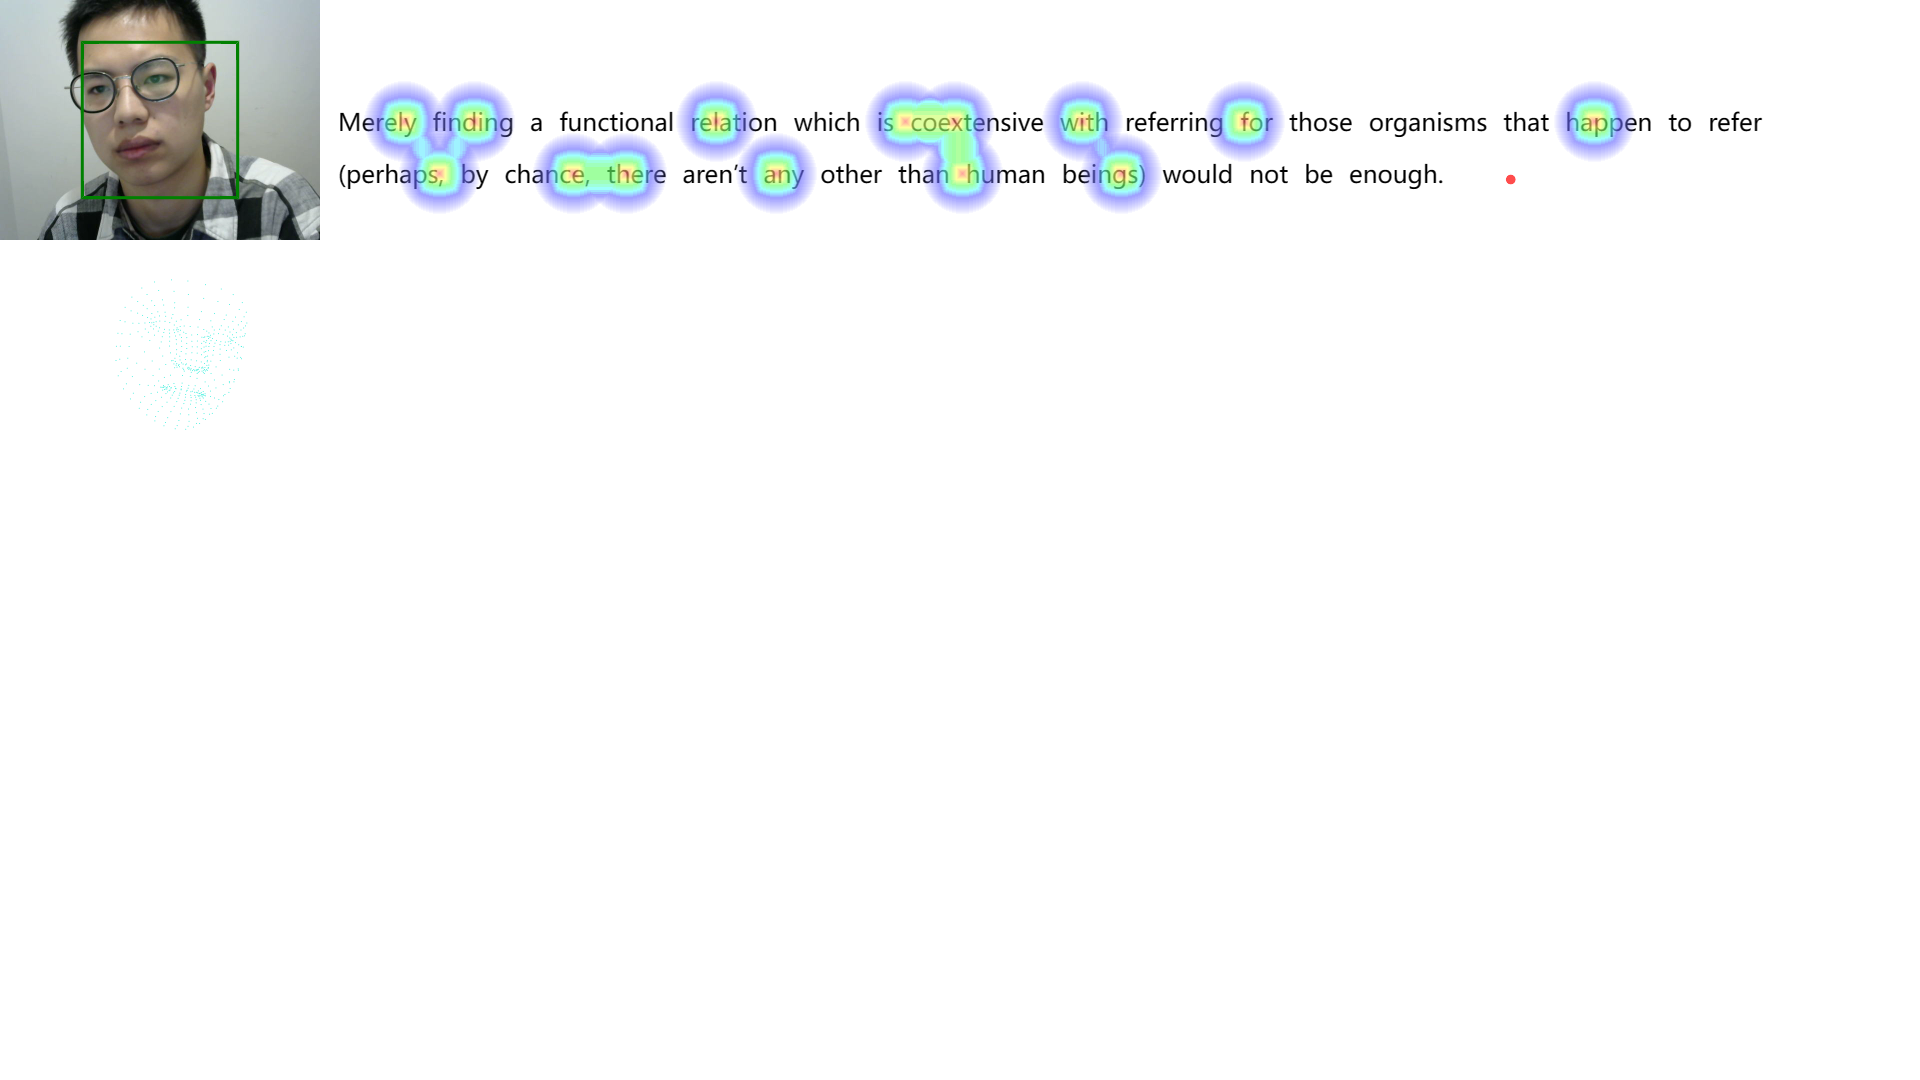 Merely finding a functional relation which is coextensive with referring for those organisms that happen to refer
(perhaps, by chance, there aren’t any other than human beings) would not be enough.